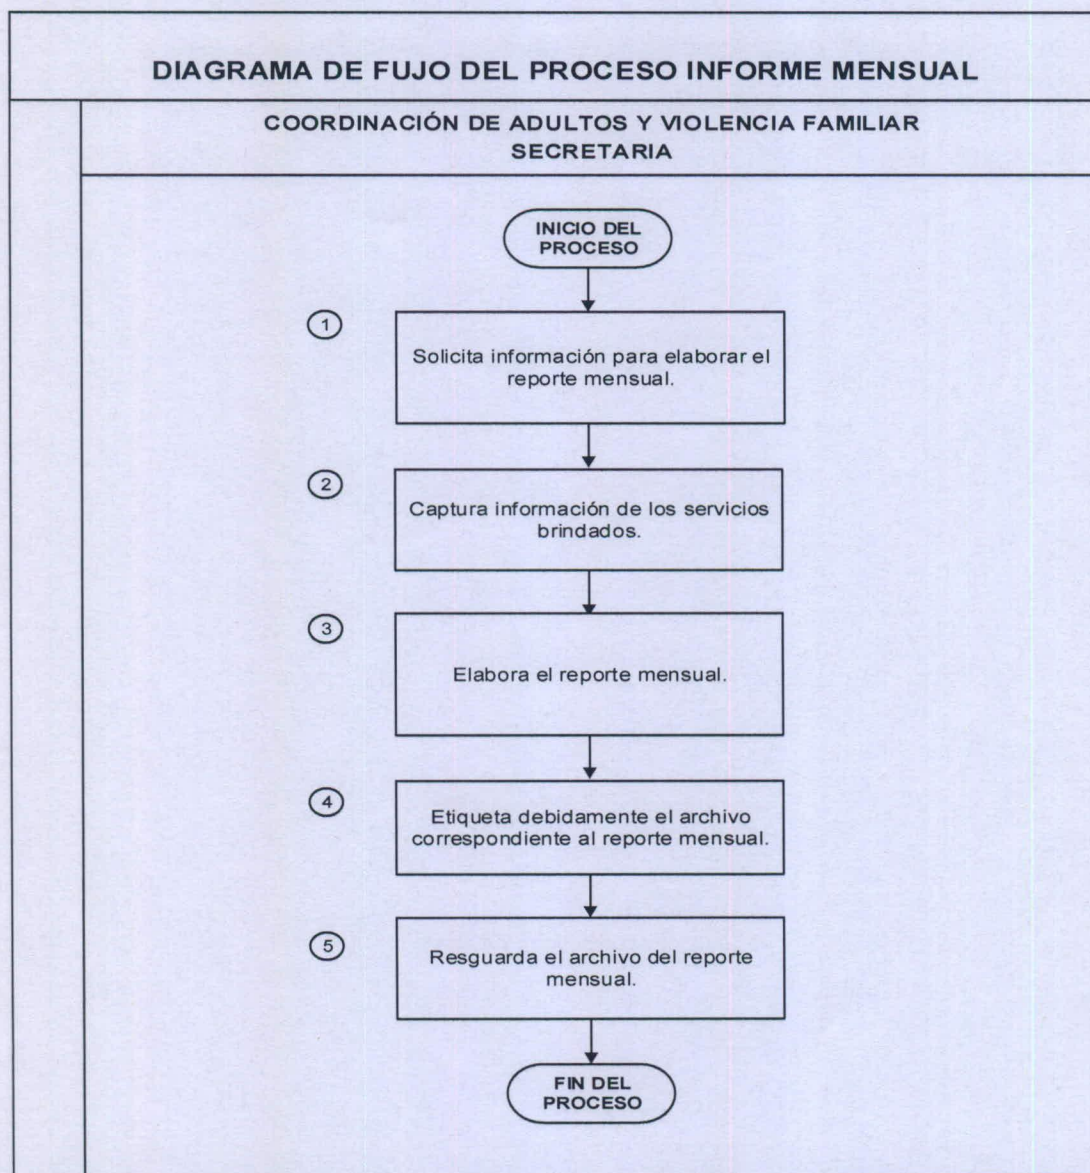 DIAGRAMA DE FUJO DEL PROCESO INFORME MENSUAL
COORDINACIÓN DE ADULTOS Y VIOLENCIA FAMILIAR
SECRETARIA
INICIO DEL
PROCESO
1
Solicita información para elaborar el
reporte mensual.
2
Captura información de los servicios
brindados.
3
Elabora el reporte mensual.
4
Etiqueta debidamente el archivo
correspondiente al reporte mensual.
5
Resguarda el archivo del reporte
mensual.
FIN DEL
PROCESO